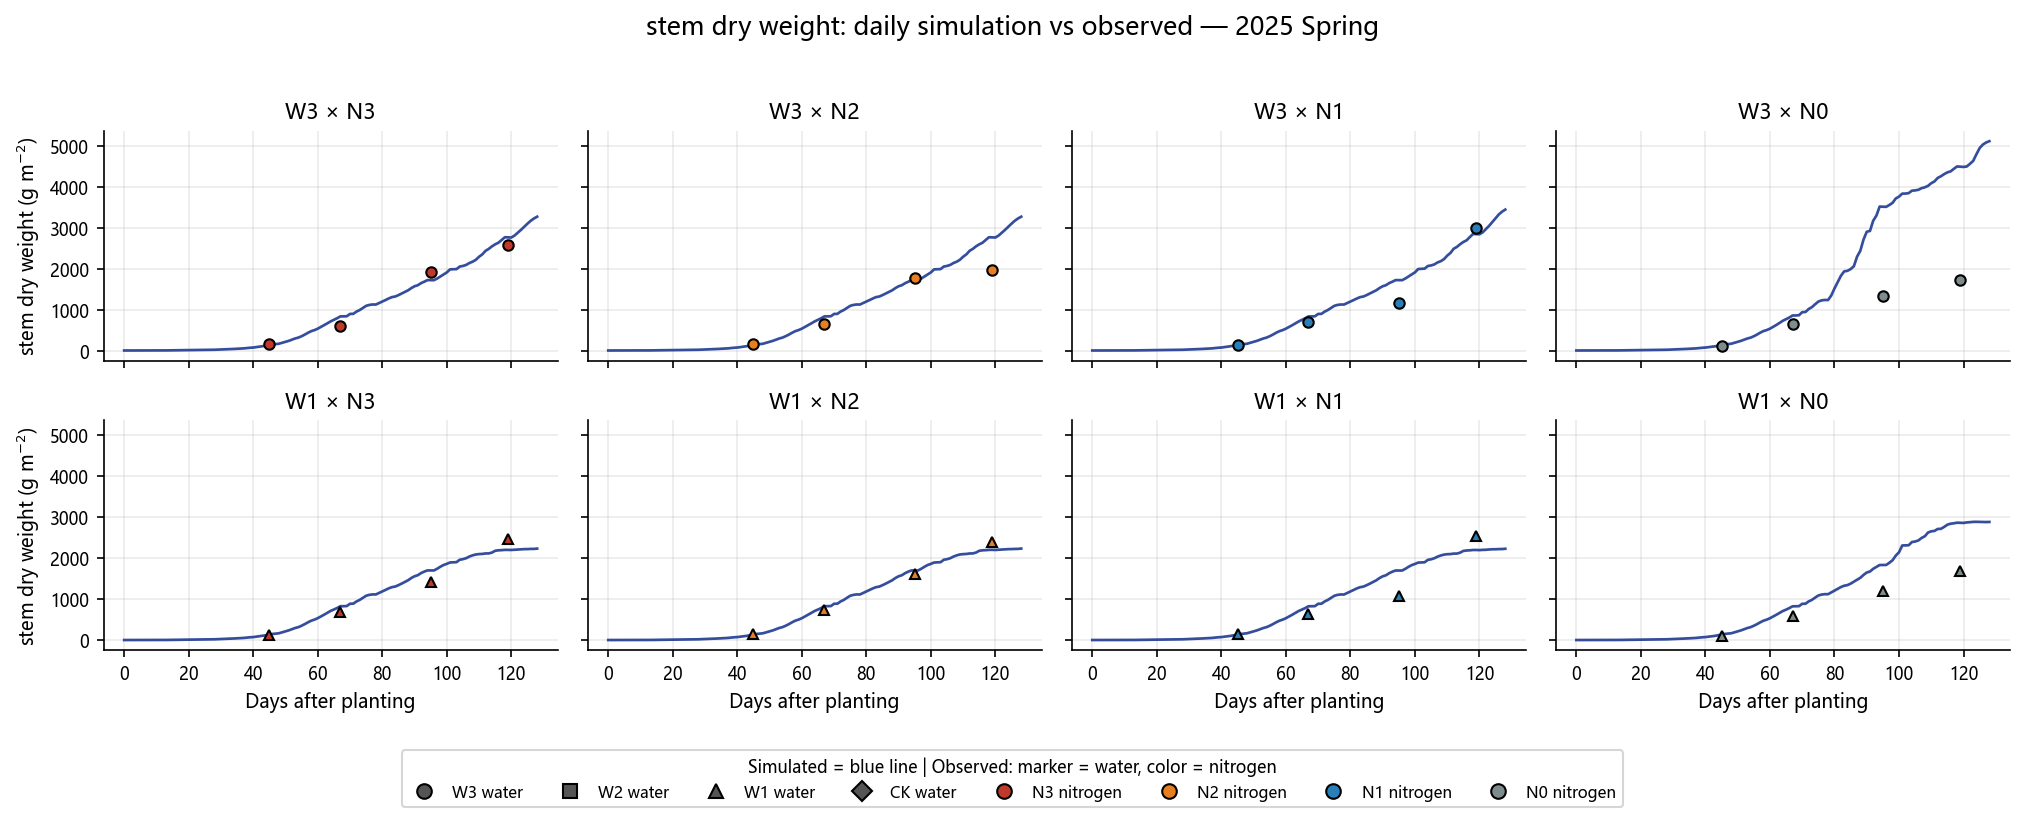 stem dry weight: daily simulation vs observed — 2025 Spring
W3 × N3
W3 × N2
W3 × N1
W3 × N0
stem dry weight (g m⁻²)
5000
4000
3000
2000
1000
0
W1 × N3
W1 × N2
W1 × N1
W1 × N0
stem dry weight (g m⁻²)
5000
4000
3000
2000
1000
0
0 20 40 60 80 100 120
0 20 40 60 80 100 120
0 20 40 60 80 100 120
0 20 40 60 80 100 120
Days after planting
Days after planting
Days after planting
Days after planting
Simulated = blue line | Observed: marker = water, color = nitrogen
W3 water W2 water W1 water CK water N3 nitrogen N2 nitrogen N1 nitrogen N0 nitrogen